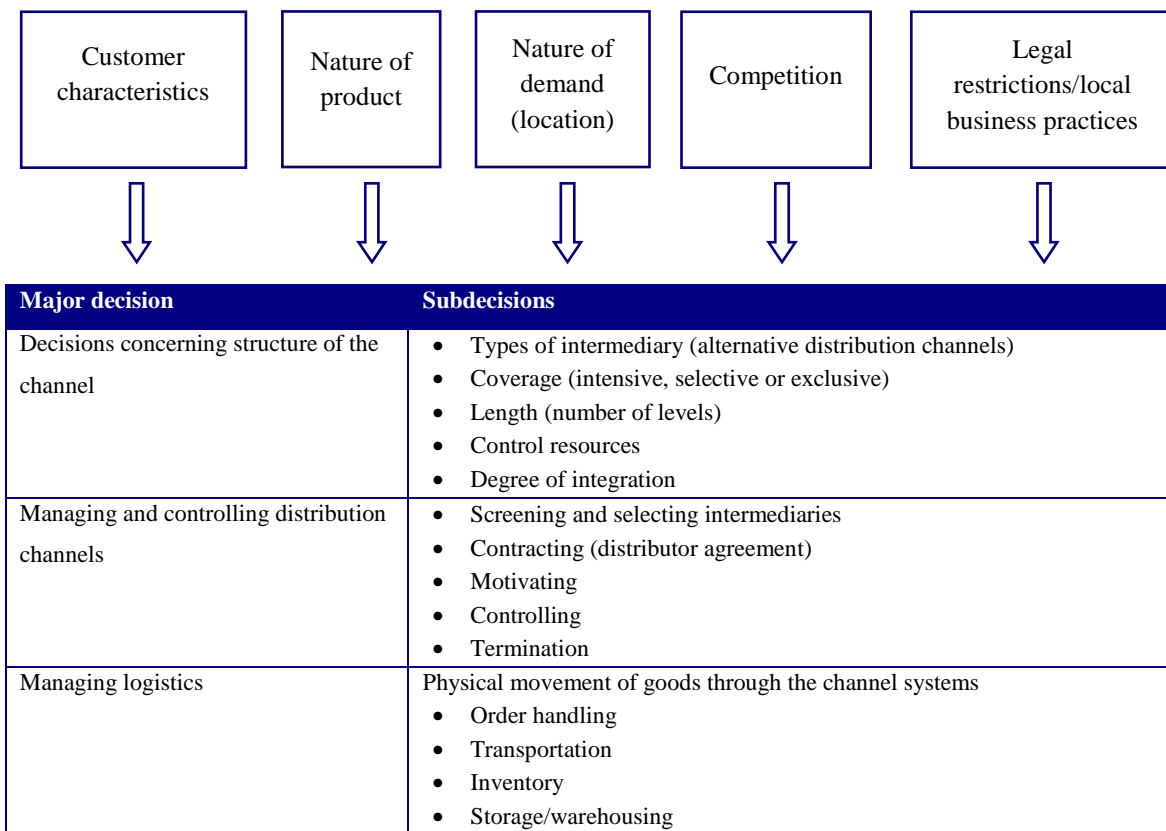 Customer
characteristics
Nature of
product
Nature of
demand
(location)
Competition
Legal
restrictions/local
business practices
Major decision
Subdecisions
Decisions concerning structure of the
channel
• Types of intermediary (alternative distribution channels)
• Coverage (intensive, selective or exclusive)
• Length (number of levels)
• Control resources
• Degree of integration
Managing and controlling distribution
channels
• Screening and selecting intermediaries
• Contracting (distributor agreement)
• Motivating
• Controlling
• Termination
Managing logistics
Physical movement of goods through the channel systems
• Order handling
• Transportation
• Inventory
• Storage/warehousing